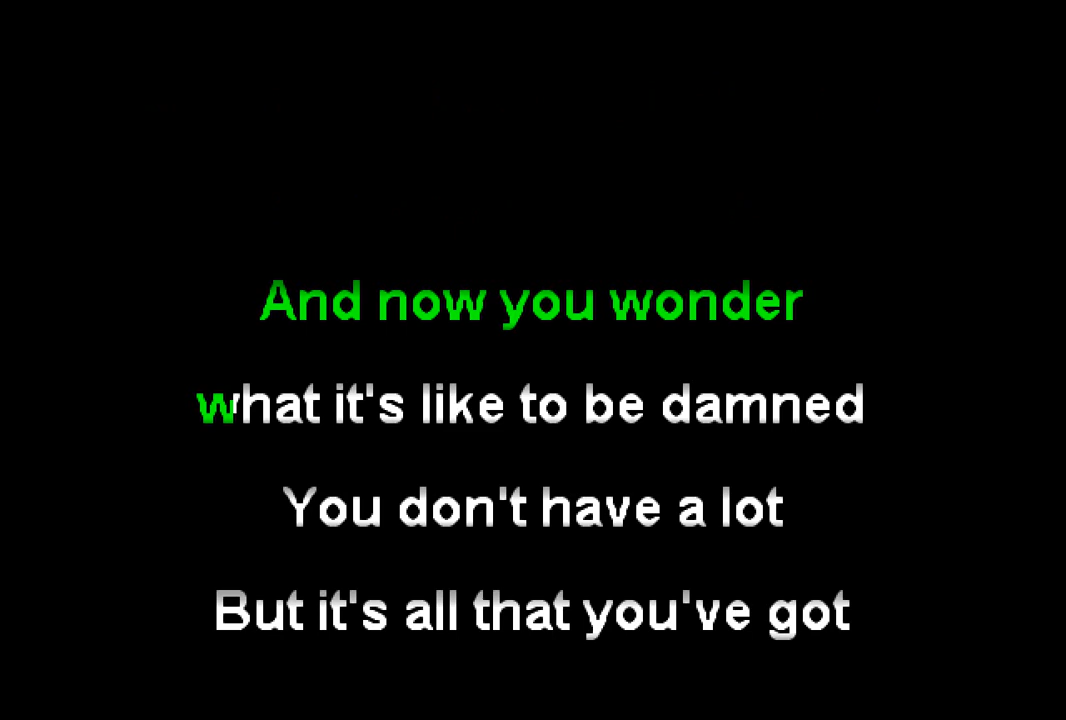 And now you wonder
what it's like to be damned
You don't have a lot
But it's all that you've got